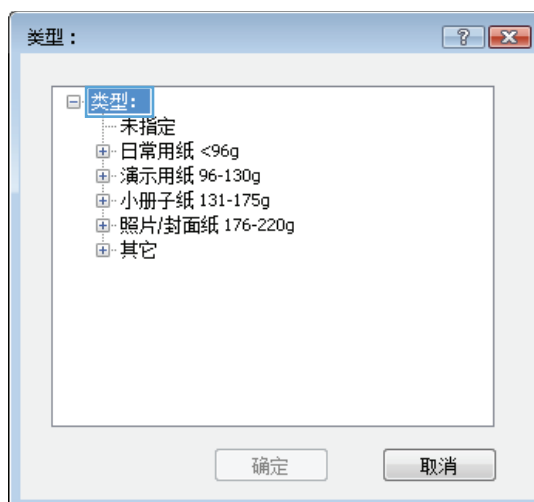 类型：
类型：
未指定
日常用纸 <96g
演示用纸 96-130g
小册子纸 131-175g
照片/封面纸 176-220g
其它
确定
取消